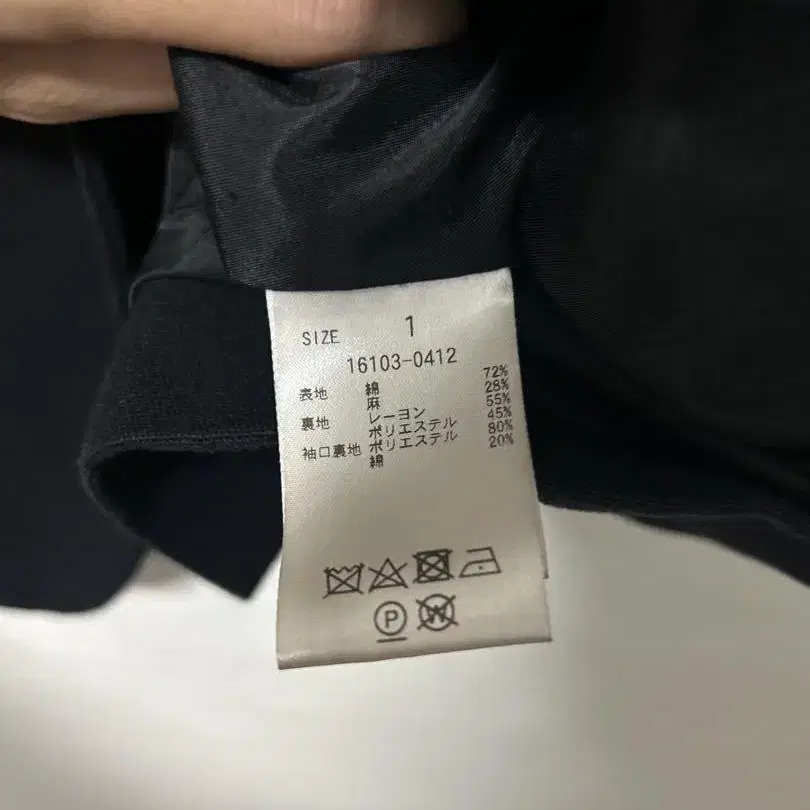 SIZE 1
16103-0412
表地 綿 72%
麻 28%
裏地 レーヨン 55%
ポリエステル 45%
袖口裏地 ポリエステル 80%
綿 20%
P W